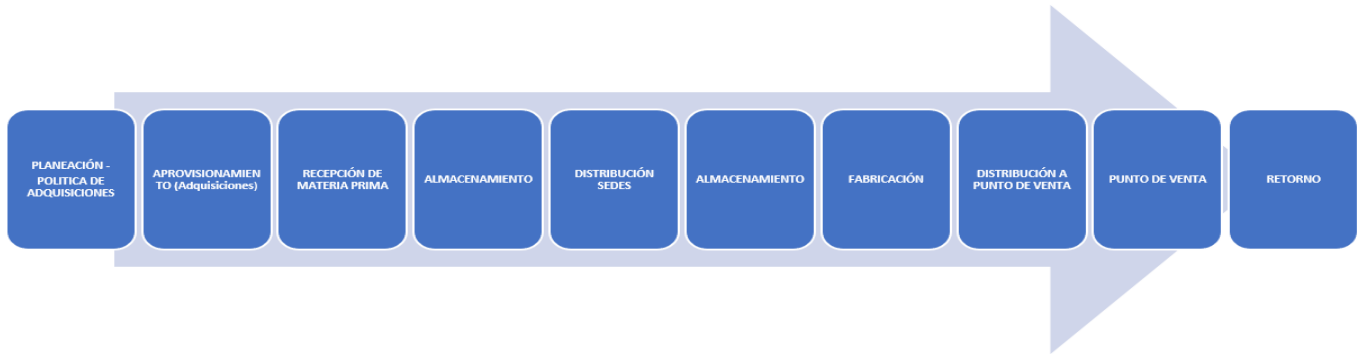 PLANEACIÓN -
POLITICA DE
ADQUISICIONES
APROVISIONAMIEN
TO (Adquisiciones)
RECEPCIÓN DE
MATERIA PRIMA
ALMACENAMIENTO
DISTRIBUCIÓN
SEDES
ALMACENAMIENTO
FABRICACIÓN
DISTRIBUCIÓN A
PUNTO DE VENTA
PUNTO DE VENTA
RETORNO